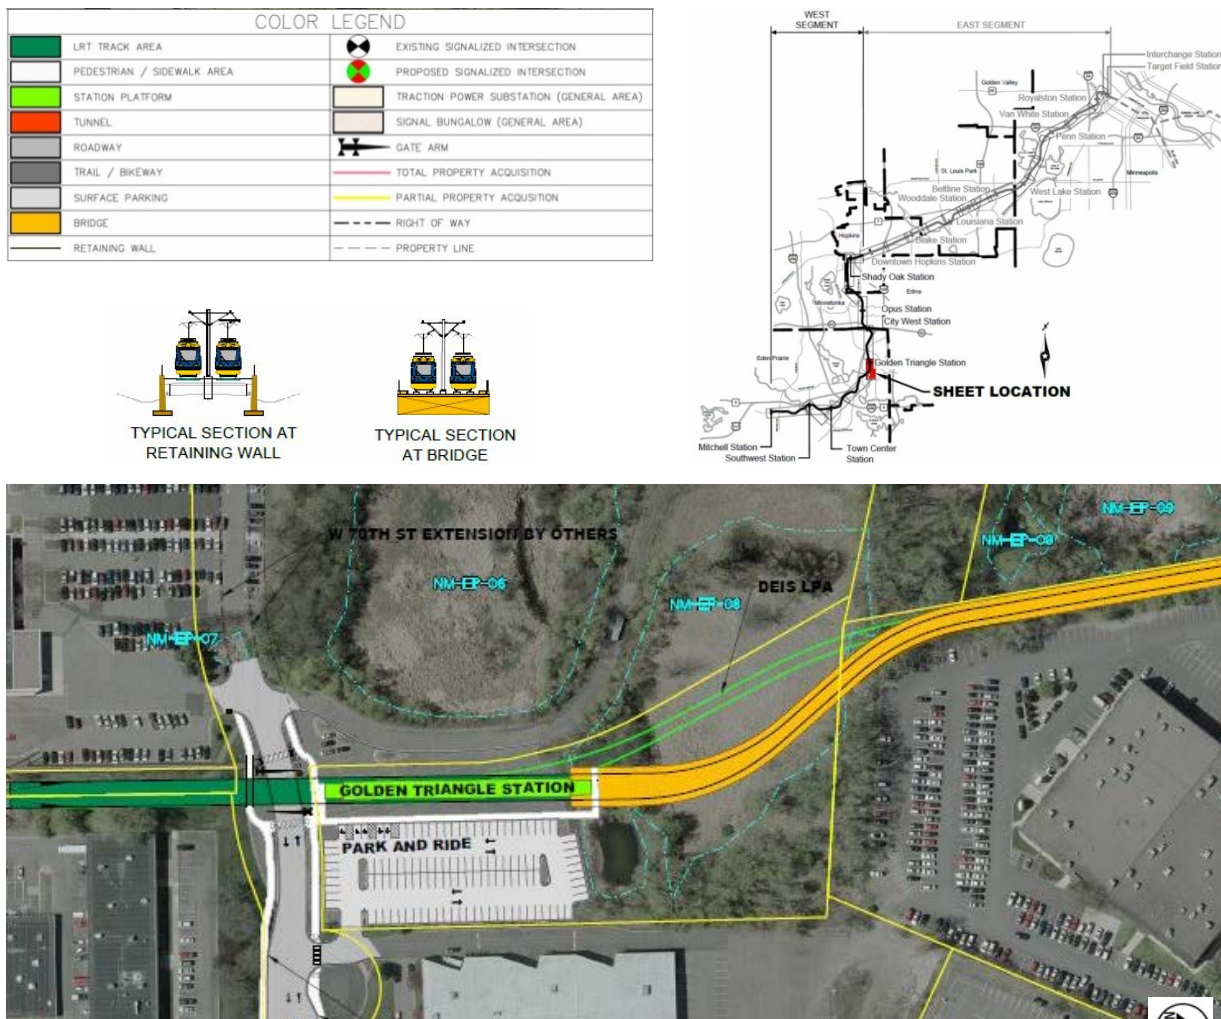 COLOR LEGEND
LRT TRACK AREA
PEDESTRIAN / SIDEWALK AREA
STATION PLATFORM
TUNNEL
ROADWAY
TRAIL / BIKEWAY
SURFACE PARKING
BRIDGE
RETAINING WALL
EXISTING SIGNALIZED INTERSECTION
PROPOSED SIGNALIZED INTERSECTION
TRACTION POWER SUBSTATION (GENERAL AREA)
SIGNAL BUNGALOW (GENERAL AREA)
GATE ARM
TOTAL PROPERTY ACQUISITION
PARTIAL PROPERTY ACQUSITION
RIGHT OF WAY
PROPERTY LINE
TYPICAL SECTION AT
RETAINING WALL
TYPICAL SECTION
AT BRIDGE
WEST
SEGMENT
EAST SEGMENT
Interchange Station
Target Field Station
Golden Valley
Royalston Station
Van White Station
Penn Station
St. Louis Park
Minneapolis
Beltline Station
West Lake Station
Wooddale Station
Louisiana Station
Hopkins
Blake Station
Downtown Hopkins Station
Shady Oak Station
Edina
Minnetonka
Opus Station
City West Station
Eden Prairie
Golden Triangle Station
SHEET LOCATION
Mitchell Station
Southwest Station
Town Center
Station
W 70TH ST EXTENSION BY OTHERS
NM-EP-09
NM-EP-06
DEIS LPA
NM-EP-07
GOLDEN TRIANGLE STATION
PARK AND RIDE